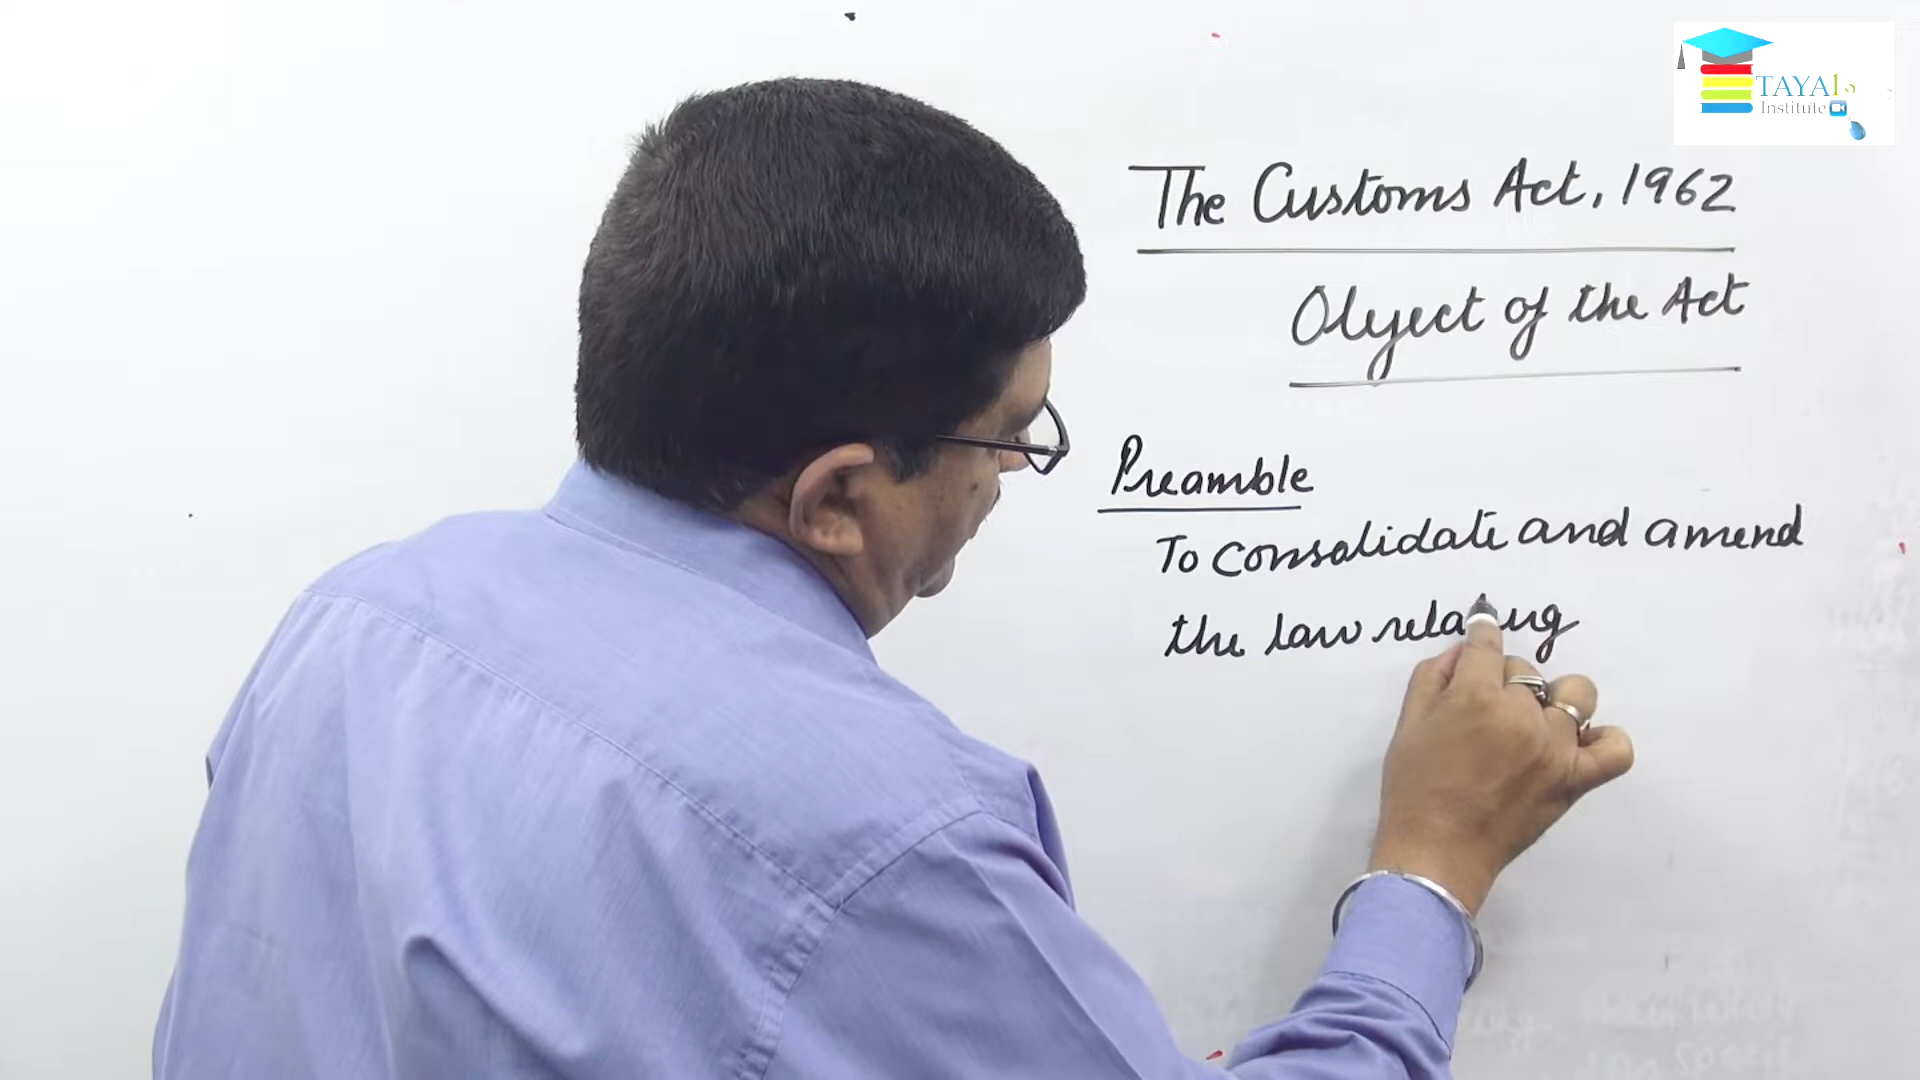 TAYAL
Institute
The Customs Act, 1962
Object of the Act
Preamble
To consolidate and amend
the law relating